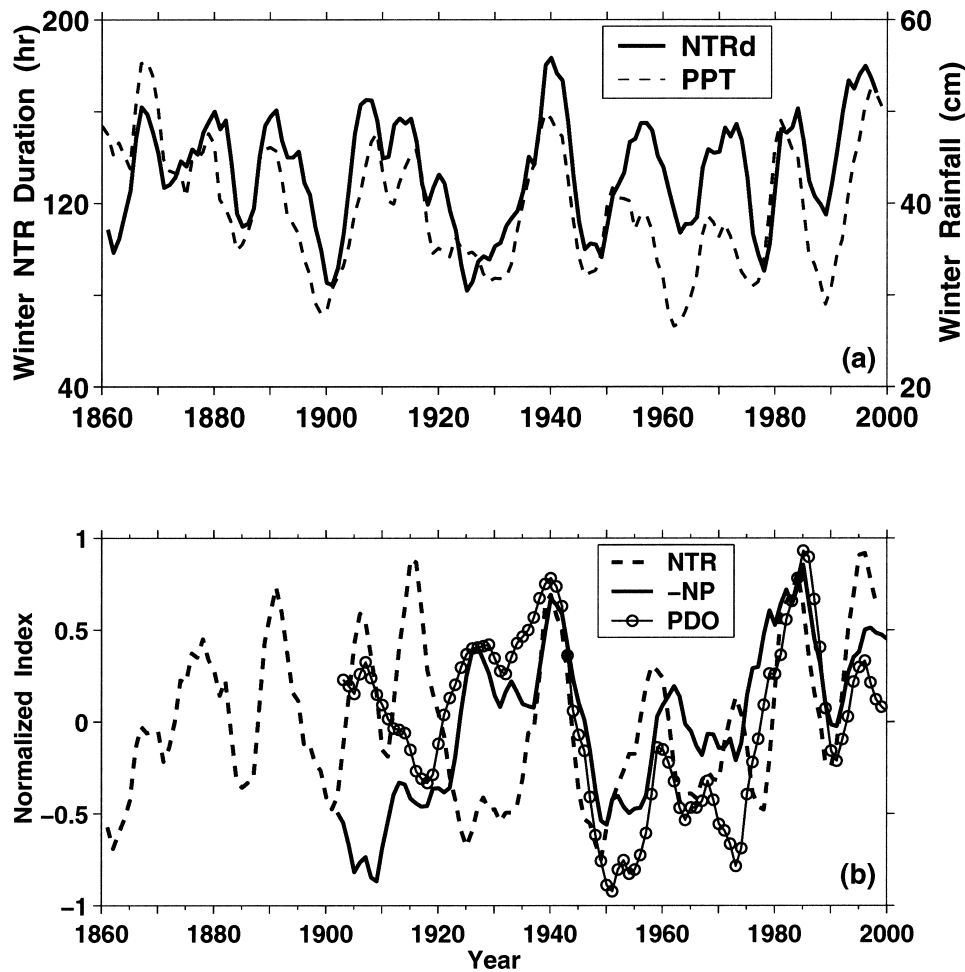 200
60
NTRd
PPT
Winter NTR Duration (hr)
120
40
Winter Rainfall (cm)
(a)
40
20
1860 1880 1900 1920 1940 1960 1980 2000
1
NTR
−NP
PDO
0.5
Normalized Index
0
−0.5
(b)
−1
1860 1880 1900 1920 1940 1960 1980 2000
Year